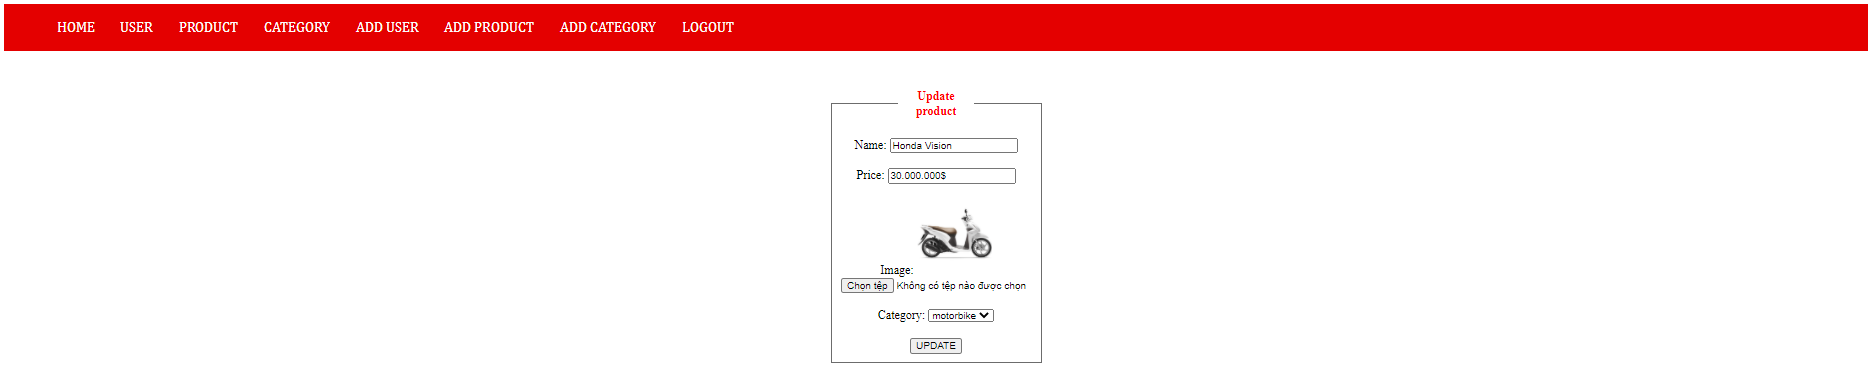 HOME USER PRODUCT CATEGORY ADD USER ADD PRODUCT ADD CATEGORY LOGOUT
Update
product
Name: Honda Vision
Price: 30.000.000$
Image:
Chọn tệp Không có tệp nào được chọn
Category: motorbike
UPDATE